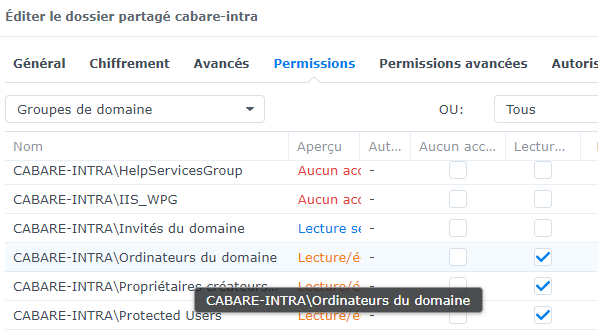 Éditer le dossier partagé cabare-intra
Général Chiffrement Avancés Permissions Permissions avancées Autoris
Groupes de domaine OU: Tous
Nom Aperçu Aut... Aucun acc... Lectur...
CABARE-INTRA\HelpServicesGroup Aucun acc -
CABARE-INTRA\IIS_WPG Aucun acc -
CABARE-INTRA\Invités du domaine Lecture se -
CABARE-INTRA\Ordinateurs du domaine Lecture/é -
CABARE-INTRA\Propriétaires créateurs... Lecture/é -
CABARE-INTRA\Ordinateurs du domaine
CABARE-INTRA\Protected Users Lecture/é -